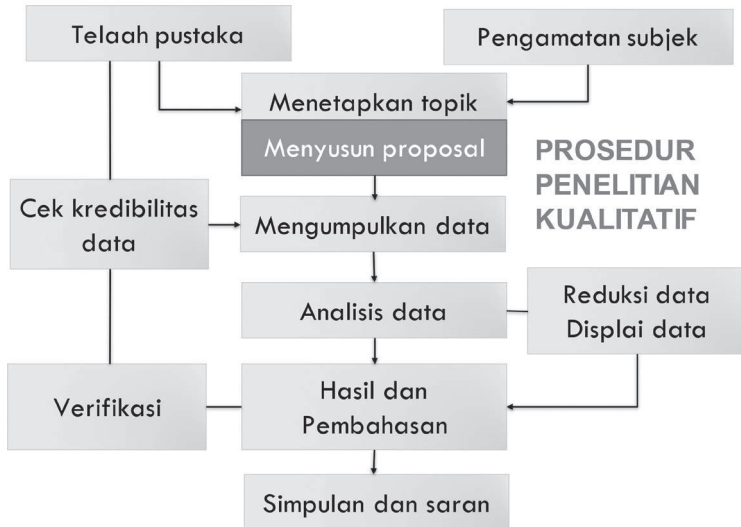 Telaah pustaka
Pengamatan subjek
Menetapkan topik
Menyusun proposal
PROSEDUR
PENELITIAN
KUALITATIF
Cek kredibilitas
data
Mengumpulkan data
Analisis data
Reduksi data
Displai data
Verifikasi
Hasil dan
Pembahasan
Simpulan dan saran